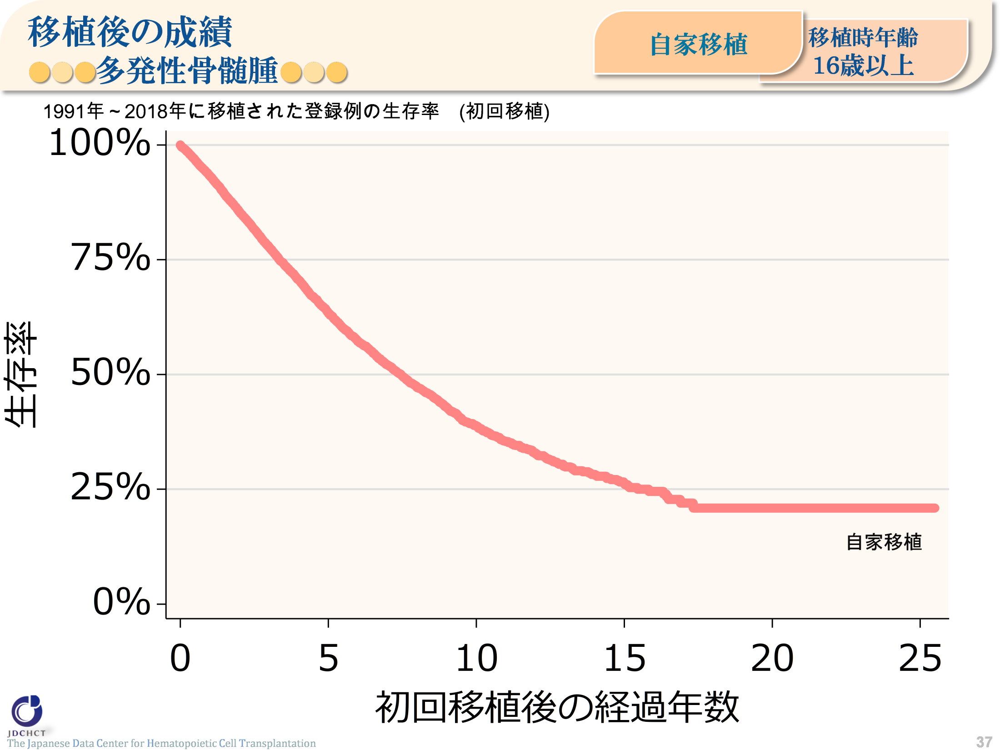 移植後の成績
多発性骨髄腫
自家移植
移植時年齢
16歳以上
1991年～2018年に移植された登録例の生存率　(初回移植)
100%
75%
50%
25%
0%
生存率
自家移植
0 5 10 15 20 25
初回移植後の経過年数
JDCHCT
The Japanese Data Center for Hematopoietic Cell Transplantation
37